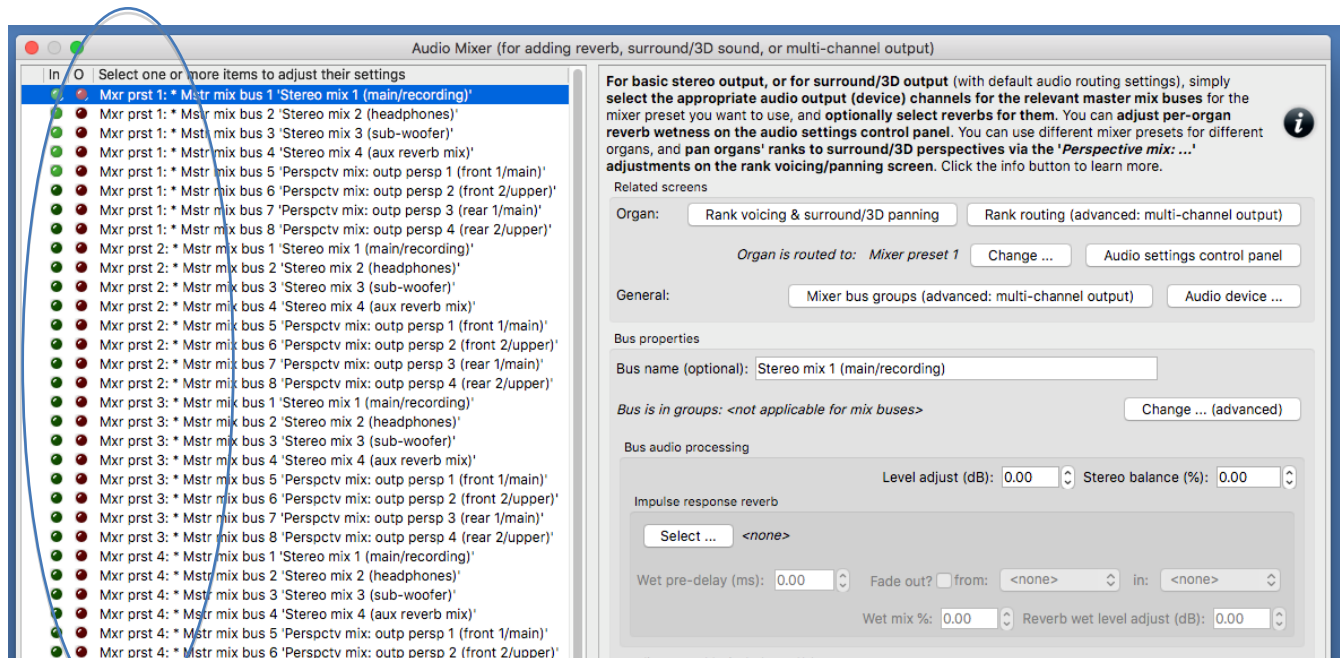 Audio Mixer (for adding reverb, surround/3D sound, or multi-channel output)
In O Select one or more items to adjust their settings
Mxr prst 1: * Mstr mix bus 1 'Stereo mix 1 (main/recording)'
Mxr prst 1: * Mstr mix bus 2 'Stereo mix 2 (headphones)'
Mxr prst 1: * Mstr mix bus 3 'Stereo mix 3 (sub-woofer)'
Mxr prst 1: * Mstr mix bus 4 'Stereo mix 4 (aux reverb mix)'
Mxr prst 1: * Mstr mix bus 5 'Perspctv mix: outp persp 1 (front 1/main)'
Mxr prst 1: * Mstr mix bus 6 'Perspctv mix: outp persp 2 (front 2/upper)'
Mxr prst 1: * Mstr mix bus 7 'Perspctv mix: outp persp 3 (rear 1/main)'
Mxr prst 1: * Mstr mix bus 8 'Perspctv mix: outp persp 4 (rear 2/upper)'
Mxr prst 2: * Mstr mix bus 1 'Stereo mix 1 (main/recording)'
Mxr prst 2: * Mstr mix bus 2 'Stereo mix 2 (headphones)'
Mxr prst 2: * Mstr mix bus 3 'Stereo mix 3 (sub-woofer)'
Mxr prst 2: * Mstr mix bus 4 'Stereo mix 4 (aux reverb mix)'
Mxr prst 2: * Mstr mix bus 5 'Perspctv mix: outp persp 1 (front 1/main)'
Mxr prst 2: * Mstr mix bus 6 'Perspctv mix: outp persp 2 (front 2/upper)'
Mxr prst 2: * Mstr mix bus 7 'Perspctv mix: outp persp 3 (rear 1/main)'
Mxr prst 2: * Mstr mix bus 8 'Perspctv mix: outp persp 4 (rear 2/upper)'
Mxr prst 3: * Mstr mix bus 1 'Stereo mix 1 (main/recording)'
Mxr prst 3: * Mstr mix bus 2 'Stereo mix 2 (headphones)'
Mxr prst 3: * Mstr mix bus 3 'Stereo mix 3 (sub-woofer)'
Mxr prst 3: * Mstr mix bus 4 'Stereo mix 4 (aux reverb mix)'
Mxr prst 3: * Mstr mix bus 5 'Perspctv mix: outp persp 1 (front 1/main)'
Mxr prst 3: * Mstr mix bus 6 'Perspctv mix: outp persp 2 (front 2/upper)'
Mxr prst 3: * Mstr mix bus 7 'Perspctv mix: outp persp 3 (rear 1/main)'
Mxr prst 3: * Mstr mix bus 8 'Perspctv mix: outp persp 4 (rear 2/upper)'
Mxr prst 4: * Mstr mix bus 1 'Stereo mix 1 (main/recording)'
Mxr prst 4: * Mstr mix bus 2 'Stereo mix 2 (headphones)'
Mxr prst 4: * Mstr mix bus 3 'Stereo mix 3 (sub-woofer)'
Mxr prst 4: * Mstr mix bus 4 'Stereo mix 4 (aux reverb mix)'
Mxr prst 4: * Mstr mix bus 5 'Perspctv mix: outp persp 1 (front 1/main)'
Mxr prst 4: * Mstr mix bus 6 'Perspctv mix: outp persp 2 (front 2/upper)'
For basic stereo output, or for surround/3D output (with default audio routing settings), simply
select the appropriate audio output (device) channels for the relevant master mix buses for the
mixer preset you want to use, and optionally select reverbs for them. You can adjust per-organ
reverb wetness on the audio settings control panel. You can use different mixer presets for different
organs, and pan organs' ranks to surround/3D perspectives via the 'Perspective mix: ...'
adjustments on the rank voicing/panning screen. Click the info button to learn more.
i
Related screens
Organ: Rank voicing & surround/3D panning Rank routing (advanced: multi-channel output)
Organ is routed to: Mixer preset 1 Change ... Audio settings control panel
General: Mixer bus groups (advanced: multi-channel output) Audio device ...
Bus properties
Bus name (optional): Stereo mix 1 (main/recording)
Bus is in groups: <not applicable for mix buses> Change ... (advanced)
Bus audio processing
Level adjust (dB): 0.00 Stereo balance (%): 0.00
Impulse response reverb
Select ... <none>
Wet pre-delay (ms): 0.00 Fade out? from: <none> in: <none>
Wet mix %: 0.00 Reverb wet level adjust (dB): 0.00